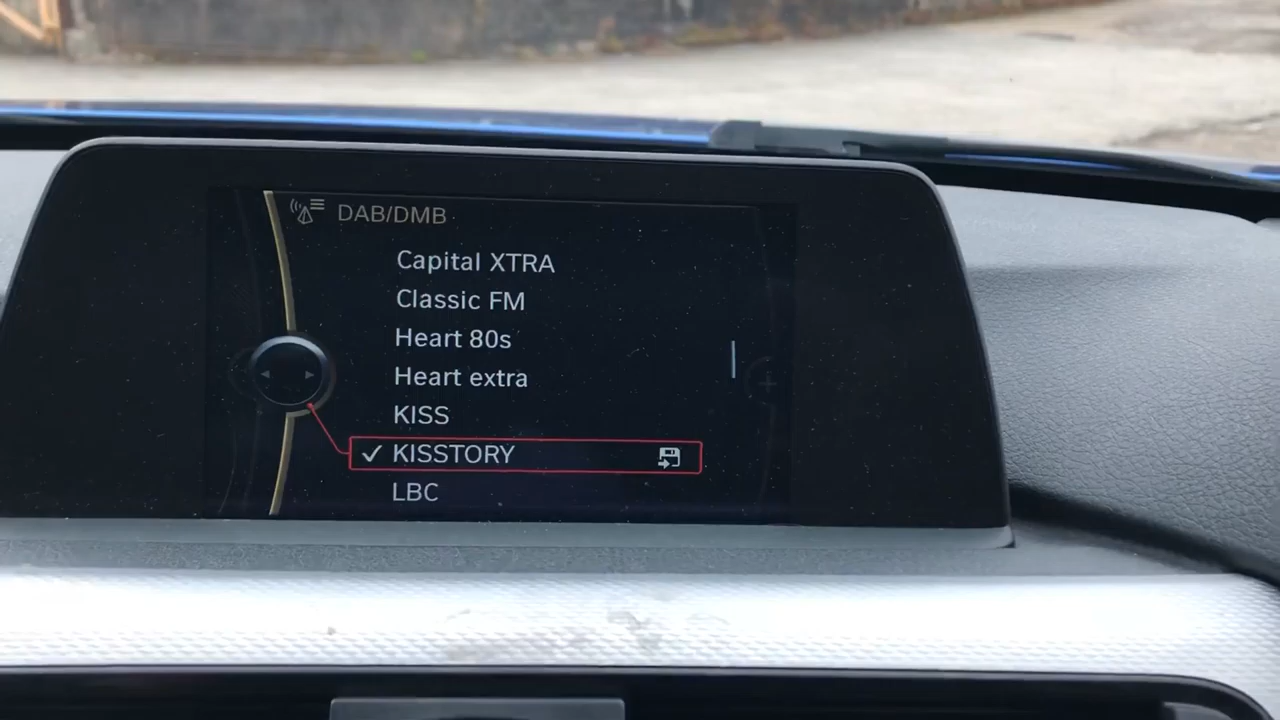 DAB/DMB
Capital XTRA
Classic FM
Heart 80s
Heart extra
KISS
KISSTORY
LBC